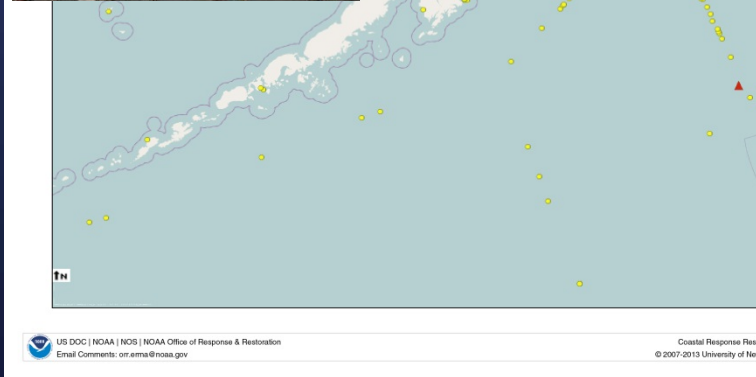 N
US DOC | NOAA | NOS | NOAA Office of Response & Restoration
Email Comments: orr.erma@noaa.gov
Coastal Response Res
© 2007-2013 University of Ne